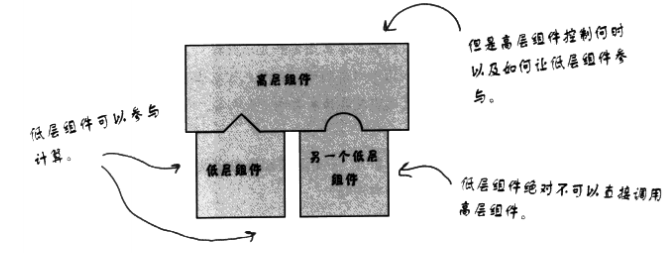 但是高层组件控制何时
以及如何让低层组件参
与。
高层组件
低层组件可以参与
计算。
低层组件
另一个低层
组件
低层组件绝对不可以直接调用
高层组件。